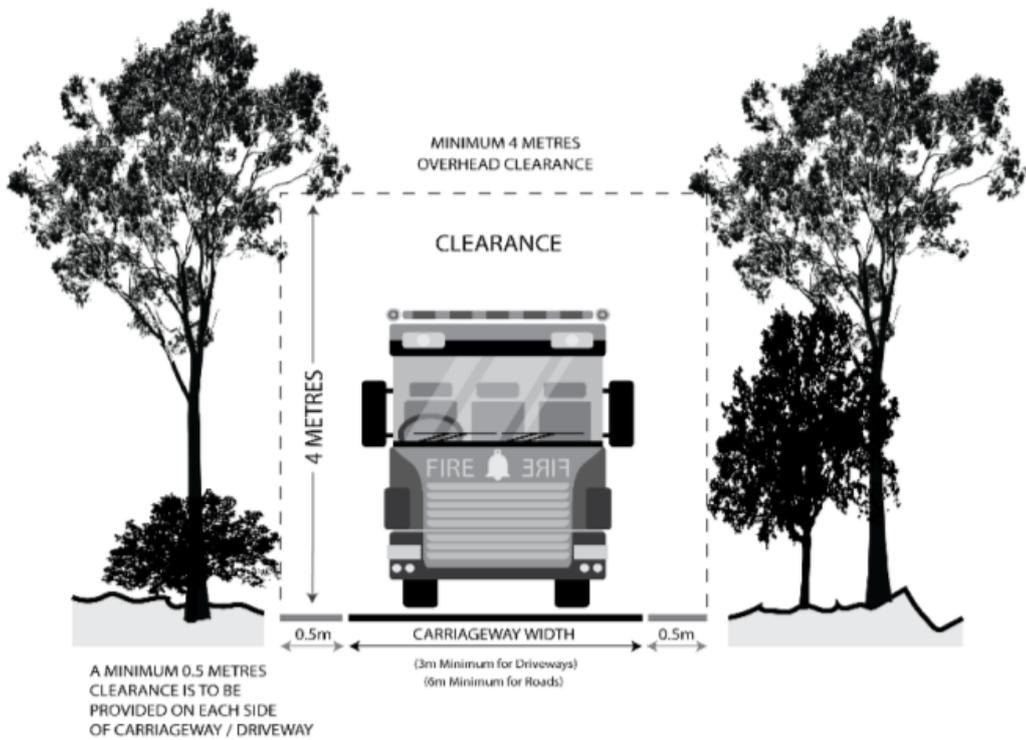 MINIMUM 4 METRES
OVERHEAD CLEARANCE
CLEARANCE
4 METRES
FIRE FIRE
0.5m CARRIAGEWAY WIDTH 0.5m
(3m Minimum for Driveways)
(6m Minimum for Roads)
A MINIMUM 0.5 METRES
CLEARANCE IS TO BE
PROVIDED ON EACH SIDE
OF CARRIAGEWAY / DRIVEWAY